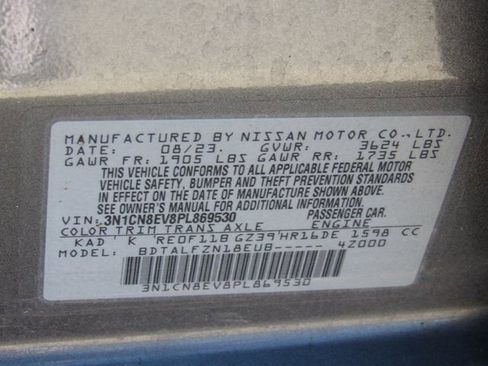 MANUFACTURED BY NISSAN MOTOR CO., LTD.
DATE: 08/23. GVWR: 3624 LBS
GAWR FR: 1905 LBS GAWR RR: 1735 LBS
THIS VEHICLE CONFORMS TO ALL APPLICABLE FEDERAL MOTOR
VEHICLE SAFETY, BUMPER AND THEFT PREVENTION STANDARDS
IN EFFECT ON THE DATE OF MANUFACTURE SHOWN ABOVE.
SEE OWNER'S MANUAL FOR ADDITIONAL INFORMATION.
VIN: 3N1CN8EV8PL869530 PASSENGER CAR.
COLOR TRIM TRANS AXLE ENGINE
KAD ' K RE0F11B GZ39'HR16DE 1598 CC
MODEL: BDTALFZN18EUB----- 4Z000
3N1CN8EV8PL869530